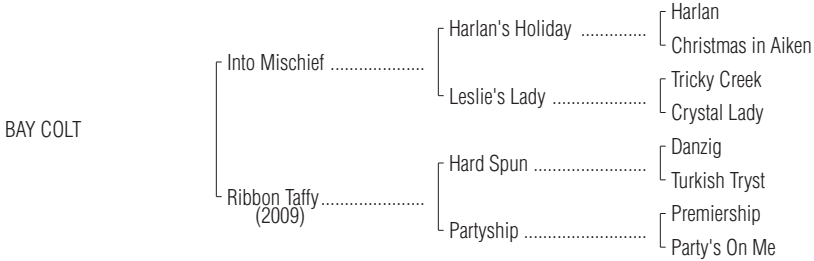 Harlan
Harlan's Holiday ..............
Christmas in Aiken
Into Mischief ....................
Tricky Creek
Leslie's Lady ....................
Crystal Lady
BAY COLT
Danzig
Hard Spun ........................
Turkish Tryst
Ribbon Taffy......................
(2009)
Premiership
Partyship ..........................
Party's On Me